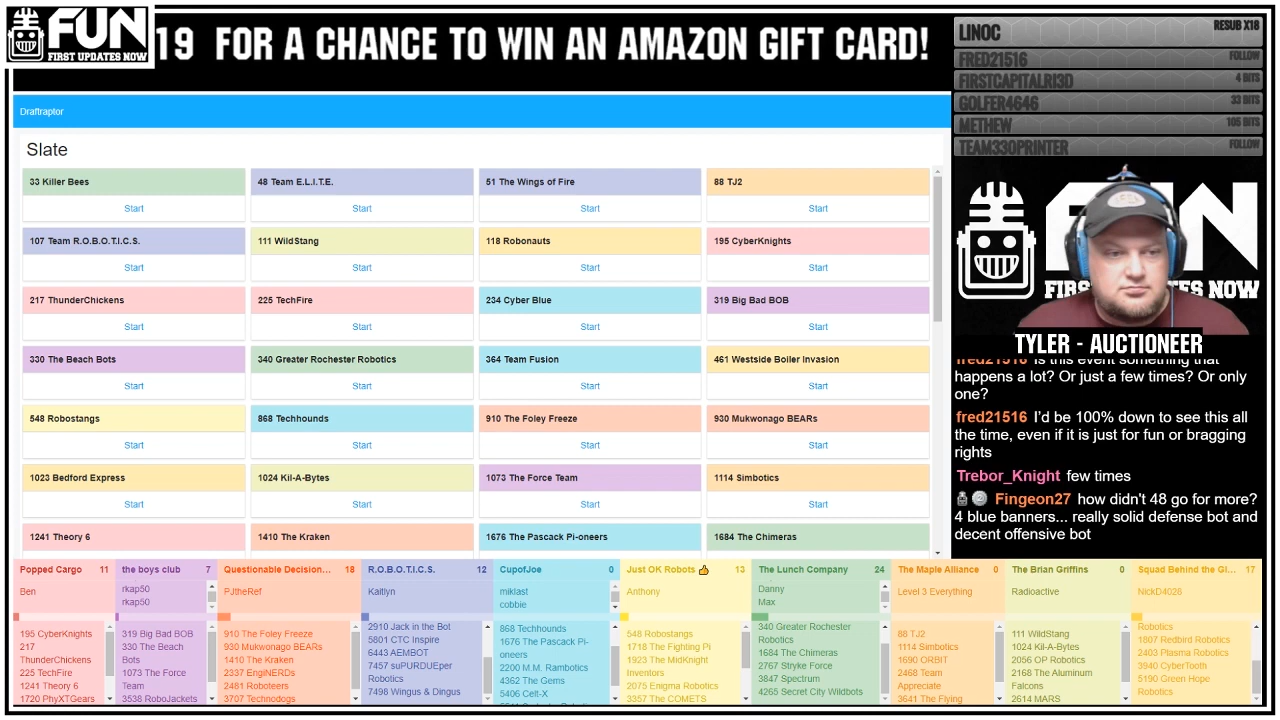 FUN
FIRST UPDATES NOW
19 FOR A CHANCE TO WIN AN AMAZON GIFT CARD!
LINOC RESUB X18
FRED21516 FOLLOW
FIRSTCAPITALRI3D 4 BITS
GOLFER4646 33 BITS
METHEW 105 BITS
TEAM330PRINTER FOLLOW
Draftraptor
Slate
33 Killer Bees
48 Team E.L.I.T.E.
51 The Wings of Fire
88 TJ2
Start Start Start Start
107 Team R.O.B.O.T.I.C.S.
111 WildStang
118 Robonauts
195 CyberKnights
Start Start Start Start
217 ThunderChickens
225 TechFire
234 Cyber Blue
319 Big Bad BOB
Start Start Start Start
330 The Beach Bots
340 Greater Rochester Robotics
364 Team Fusion
461 Westside Boiler Invasion
Start Start Start Start
548 Robostangs
868 Techhounds
910 The Foley Freeze
930 Mukwonago BEARs
Start Start Start Start
1023 Bedford Express
1024 Kil-A-Bytes
1073 The Force Team
1114 Simbotics
Start Start Start Start
1241 Theory 6
1410 The Kraken
1676 The Pascack Pi-oneers
1684 The Chimeras
FUN
TYLER - AUCTIONEER
fred21516 Is this event something that
happens a lot? Or just a few times? Or only
one?
fred21516 I'd be 100% down to see this all
the time, even if it is just for fun or bragging
rights
Trebor_Knight few times
Fingeon27 how didn't 48 go for more?
4 blue banners... really solid defense bot and
decent offensive bot
Popped Cargo 11
Ben
195 CyberKnights
217
ThunderChickens
225 TechFire
1241 Theory 6
1720 PhyXTGears
the boys club 7
rkap50
rkap50
319 Big Bad BOB
330 The Beach
Bots
1073 The Force
Team
3538 RoboJackets
Questionable Decision... 18
PJtheRef
910 The Foley Freeze
930 Mukwonago BEARs
1410 The Kraken
2337 EngiNERDs
2481 Roboteers
3707 Technodogs
R.O.B.O.T.I.C.S. 12
Kaitlyn
2910 Jack in the Bot
5801 CTC Inspire
6443 AEMBOT
7457 suPURDUEper
Robotics
7498 Wingus & Dingus
CupofJoe 0
miklast
cobbie
868 Techhounds
1676 The Pascack Pi-
oneers
2200 M.M. Rambotics
4362 The Gems
5406 Celt-X
Just OK Robots 👍 13
Anthony
548 Robostangs
1718 The Fighting Pi
1923 The MidKnight
Inventors
2075 Enigma Robotics
3357 The COMETS
The Lunch Company 24
Danny
Max
340 Greater Rochester
Robotics
1684 The Chimeras
2767 Stryke Force
3847 Spectrum
4265 Secret City Wildbots
The Maple Alliance 0
Level 3 Everything
88 TJ2
1114 Simbotics
1690 ORBIT
2468 Team
Appreciate
3641 The Flying
The Brian Griffins 0
Radioactive
111 WildStang
1024 Kil-A-Bytes
2056 OP Robotics
2168 The Aluminum
Falcons
2614 MARS
Squad Behind the Gl... 17
NickD4028
Robotics
1807 Redbird Robotics
2403 Plasma Robotics
3940 CyberTooth
5190 Green Hope
Robotics